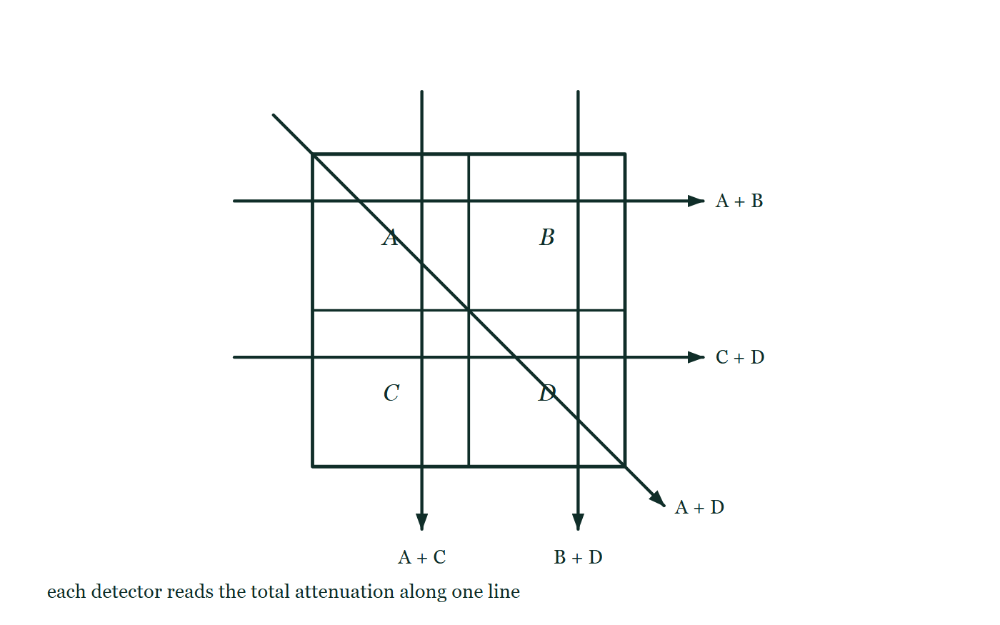 A + B
A
B
C + D
C
D
A + D
A + C
B + D
each detector reads the total attenuation along one line